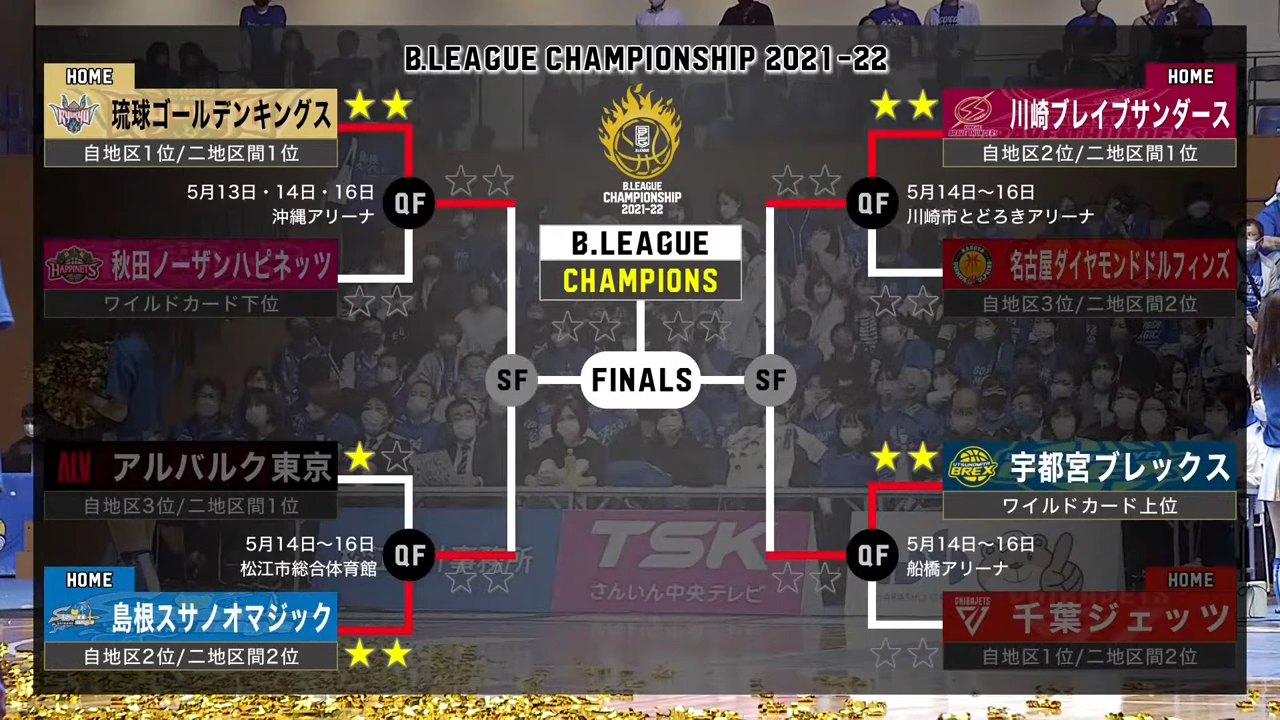 B.LEAGUE CHAMPIONSHIP 2021-22
HOME
RYUKYU
琉球ゴールデンキングス
自地区1位/二地区間1位
5月13日・14日・16日
沖縄アリーナ
QF
HAPPINETS
秋田ノーザンハピネッツ
ワイルドカード下位
ALV
アルバルク東京
自地区3位/二地区間1位
5月14日〜16日
松江市総合体育館
QF
HOME
島根スサノオマジック
自地区2位/二地区間2位
SF
B.LEAGUE
CHAMPIONSHIP
2021-22
B.LEAGUE
CHAMPIONS
FINALS
SF
HOME
川崎ブレイブサンダース
自地区2位/二地区間1位
QF
5月14日〜16日
川崎市とどろきアリーナ
名古屋ダイヤモンドドルフィンズ
自地区3位/二地区間2位
UTSUNOMIYA
BREX
宇都宮ブレックス
ワイルドカード上位
QF
5月14日〜16日
船橋アリーナ
HOME
CHIBAJETS
千葉ジェッツ
自地区1位/二地区間2位
事務所
TSK
さんいん中央テレビ